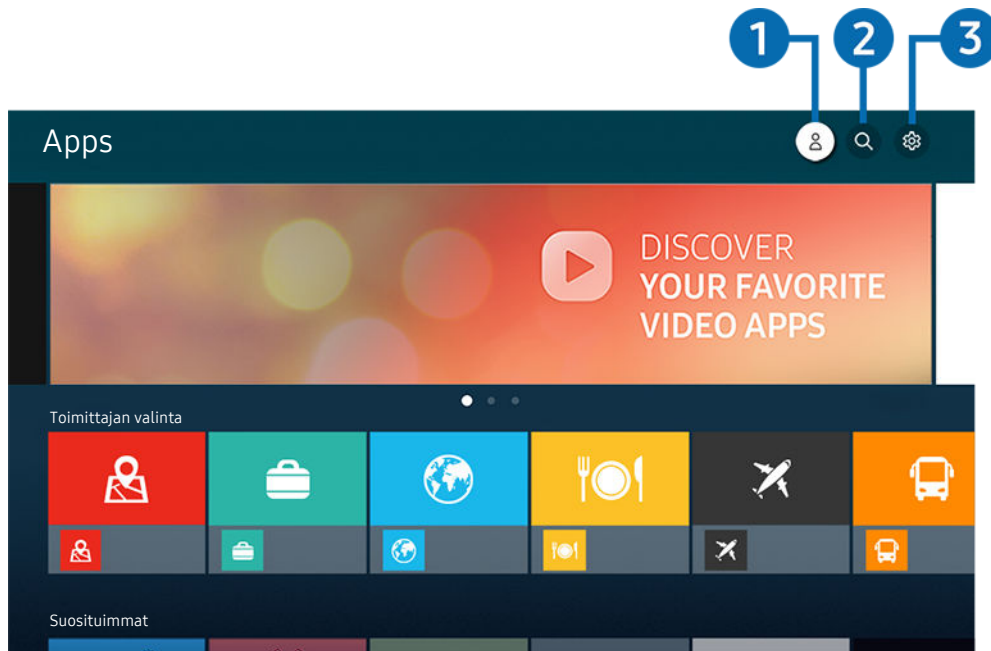 1 2 3
Apps
DISCOVER
YOUR FAVORITE
VIDEO APPS
Toimittajan valinta
Suosituimmat